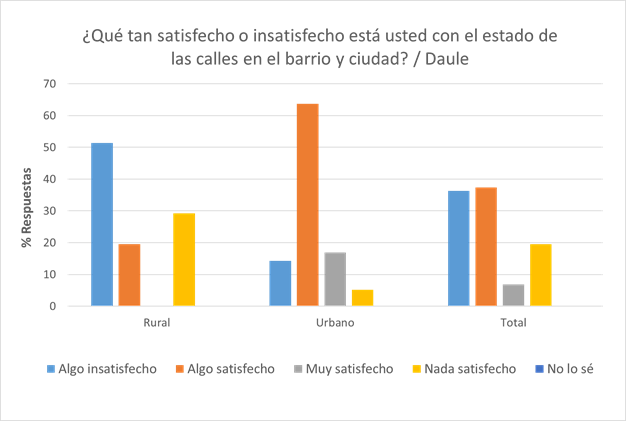 ¿Qué tan satisfecho o insatisfecho está usted con el estado de
las calles en el barrio y ciudad? / Daule
70
60
50
40
30
20
10
0
% Respuestas
Rural Urbano Total
Algo insatisfecho Algo satisfecho Muy satisfecho Nada satisfecho No lo sé